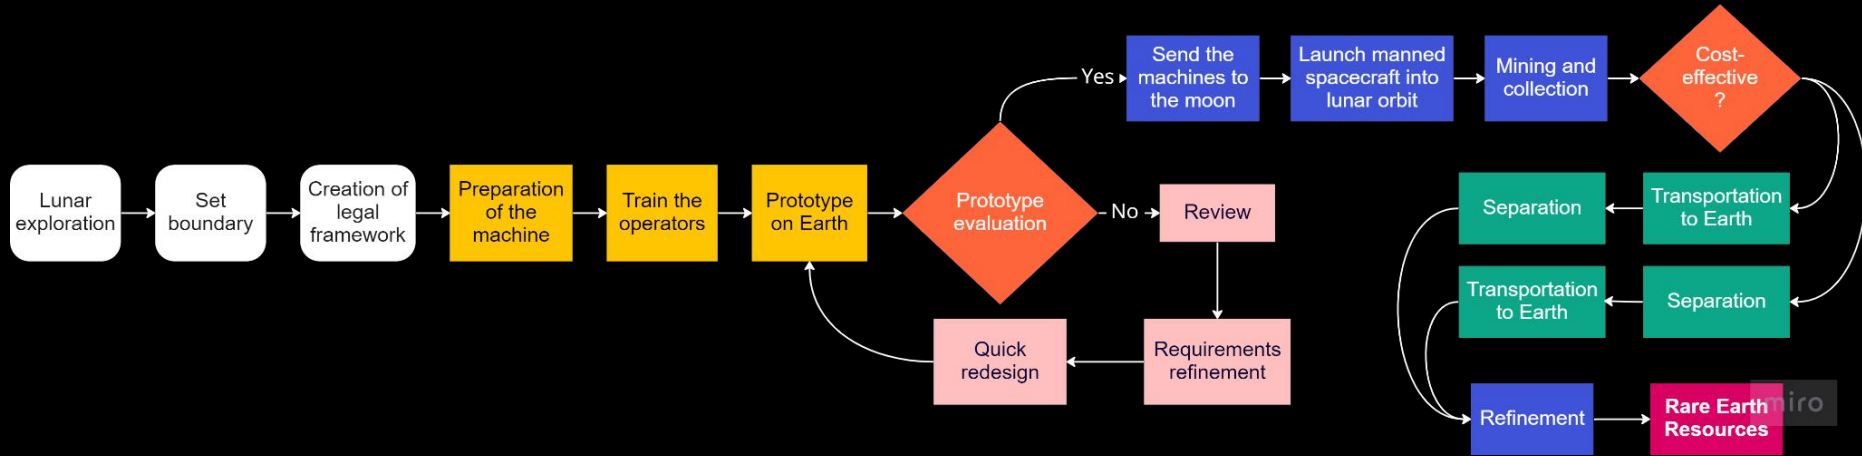 Lunar
exploration
Set
boundary
Creation of
legal
framework
Preparation
of the
machine
Train the
operators
Prototype
on Earth
Prototype
evaluation
Yes
Send the
machines to
the moon
Launch manned
spacecraft into
lunar orbit
Mining and
collection
Cost-
effective
?
No
Review
Requirements
refinement
Quick
redesign
Transportation
to Earth
Separation
Separation
Transportation
to Earth
Refinement
Rare Earth
Resources
miro